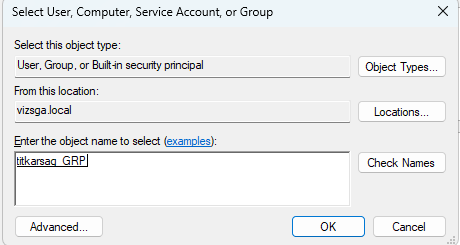 Select User, Computer, Service Account, or Group
Select this object type:
User, Group, or Built-in security principal
Object Types...
From this location:
vizsga.local
Locations...
Enter the object name to select (examples):
titkarsag_GRP
Check Names
Advanced...
OK
Cancel